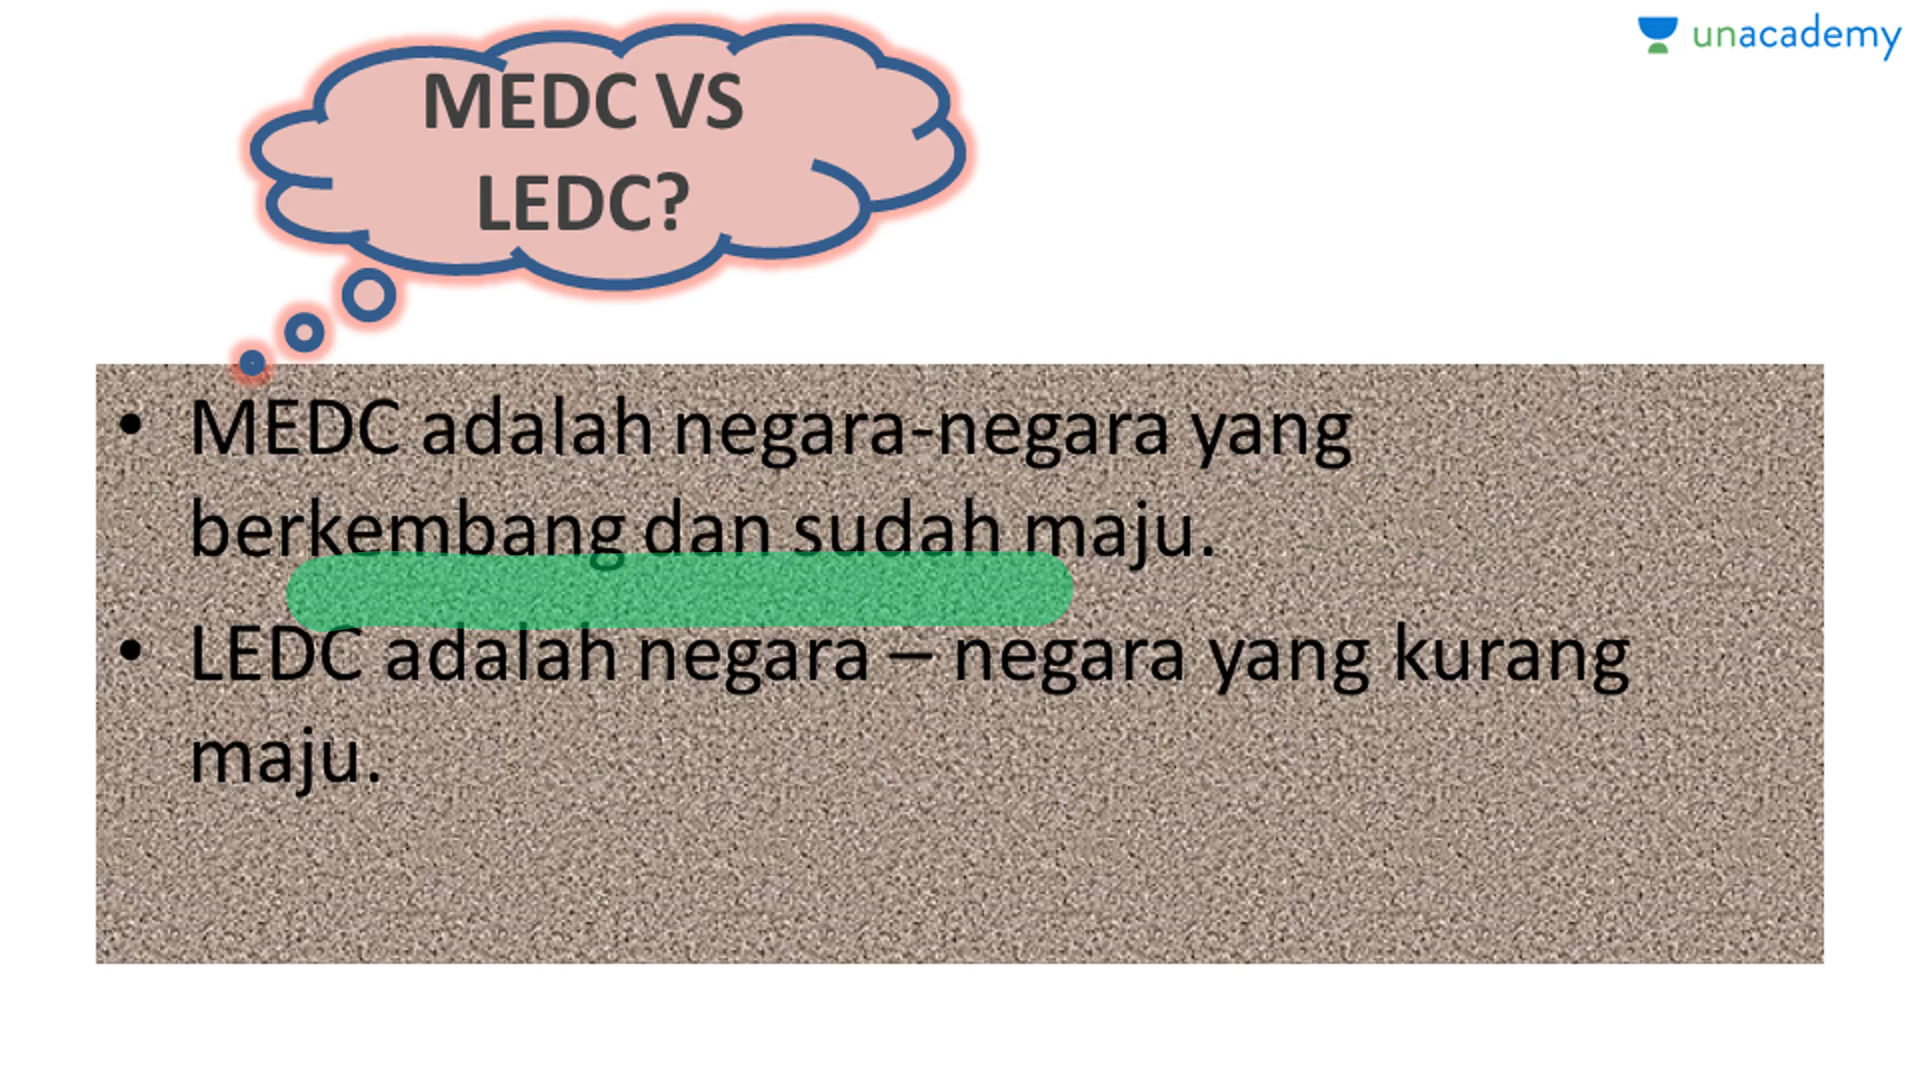 unacademy
MEDC VS
LEDC?
• MEDC adalah negara-negara yang
berkembang dan sudah maju.
• LEDC adalah negara – negara yang kurang
maju.